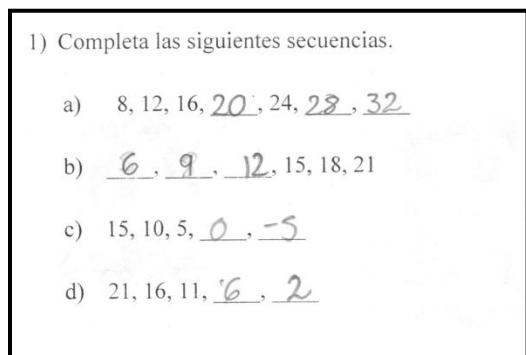 1) Completa las siguientes secuencias.
a) 8, 12, 16, 20, 24, 28, 32
b) 6, 9, 12, 15, 18, 21
c) 15, 10, 5, 0, -5
d) 21, 16, 11, 6, 2